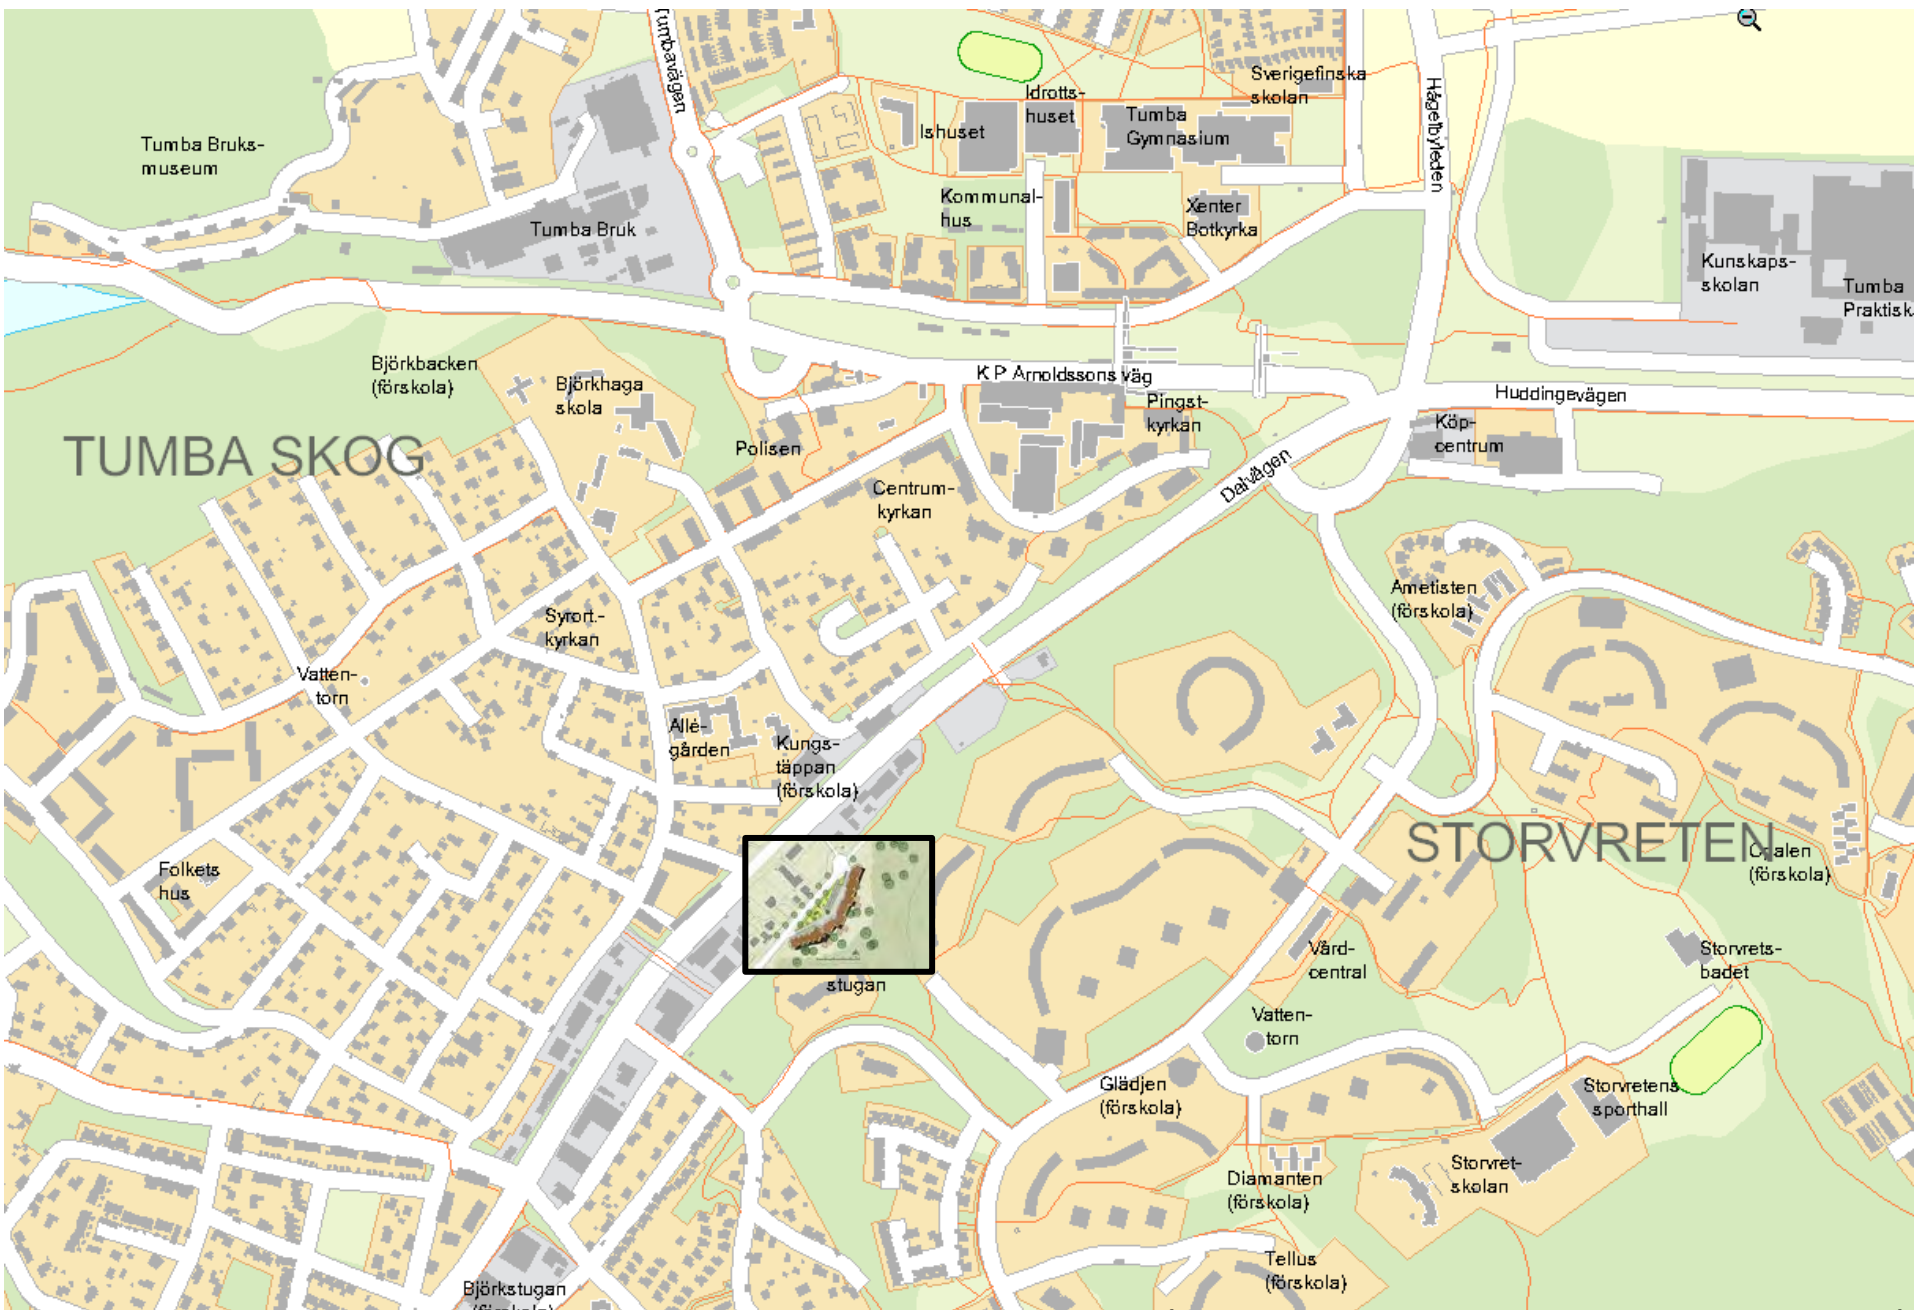 Tumbavägen
Hågelbyleden
Sverigefinska
skolan
Idrotts-
huset
Ishuset
Tumba
Gymnasium
Tumba Bruks-
museum
Kommunal-
hus
Xenter
Botkyrka
Tumba Bruk
Kunskaps-
skolan
Tumba
Praktisk
Björkbacken
(förskola)
Björkhaga
skola
K P Arnoldssons väg
Pingst-
kyrkan
Huddingevägen
Köp-
centrum
TUMBA SKOG
Polisen
Centrum-
kyrkan
Dalvägen
Ametisten
(förskola)
Syrort.-
kyrkan
Vatten-
torn
Allé-
gården
Kungs-
täppan
(förskola)
STORVRETEN
Folkets
hus
(förskola)
Vård-
central
Storvrets-
badet
stugan
Vatten-
torn
Glädjen
(förskola)
Storvretens
sporthall
Storvret-
skolan
Diamanten
(förskola)
Tellus
(förskola)
Björkstugan
(förskola)